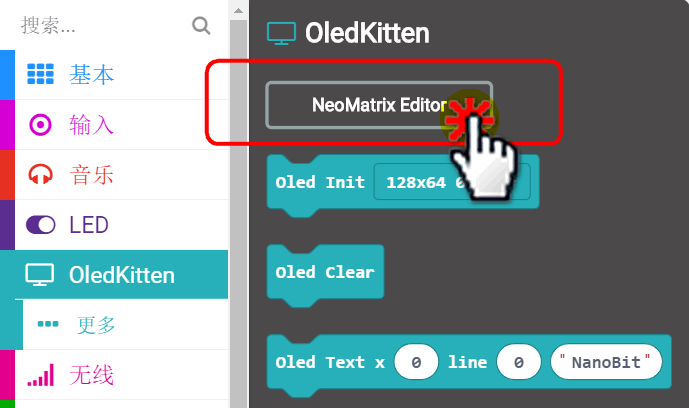 搜索...
基本
输入
音乐
LED
OledKitten
更多
无线
OledKitten
NeoMatrix Editor
Oled Init 128x64
Oled Clear
Oled Text x 0 line 0 "NanoBit"